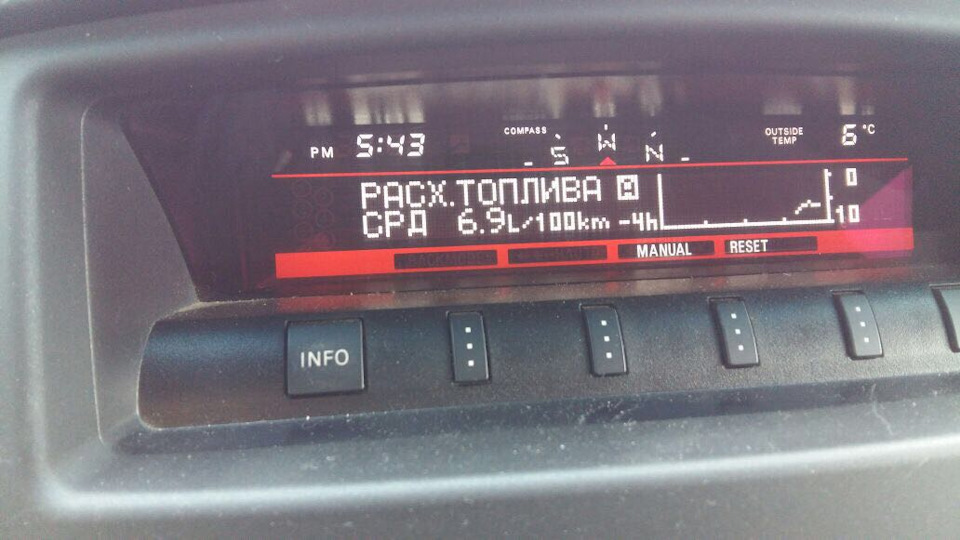 COMPASS
OUTSIDE
TEMP
PM 5:43
S W N
6 °C
РАСХ.ТОПЛИВА A
0
СРД 6.9L/100km -4h
10
MANUAL RESET
INFO